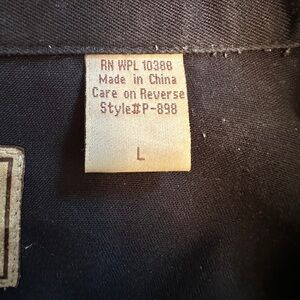 RN WPL 10388
Made in China
Care on Reverse
Style#P-898
L